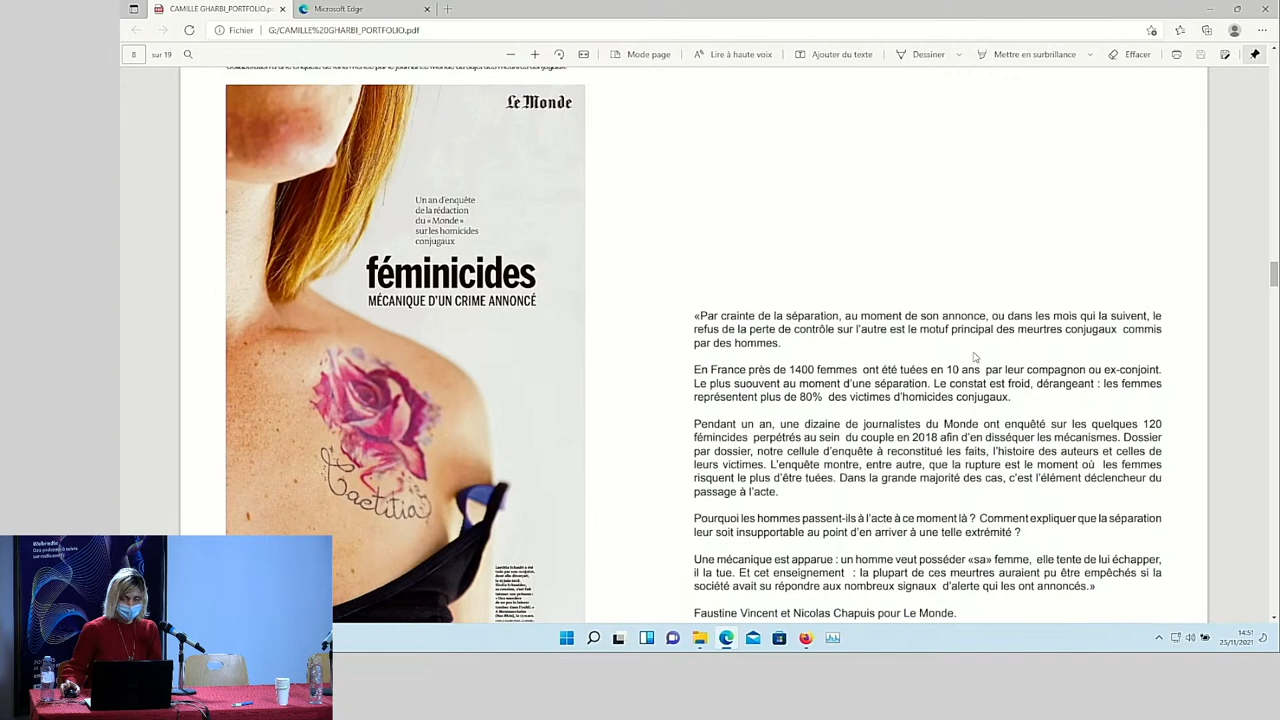 CAMILLE GHARBI_PORTFOLIO.p
Microsoft Edge
Fichier G:/CAMILLE%20GHARBI_PORTFOLIO.pdf
8 sur 19 Mode page Lire à haute voix Ajouter du texte Dessiner Mettre en surbrillance Effacer
Le Monde
Un an d'enquête
de la rédaction
du « Monde »
sur les homicides
conjugaux
féminicides
MÉCANIQUE D'UN CRIME ANNONCÉ
Laetitia
«Par crainte de la séparation, au moment de son annonce, ou dans les mois qui la suivent, le
refus de la perte de contrôle sur l'autre est le motuf principal des meurtres conjugaux commis
par des hommes.
En France près de 1400 femmes ont été tuées en 10 ans par leur compagnon ou ex-conjoint.
Le plus suouvent au moment d'une séparation. Le constat est froid, dérangeant : les femmes
représentent plus de 80% des victimes d'homicides conjugaux.
Pendant un an, une dizaine de journalistes du Monde ont enquêté sur les quelques 120
fémincides perpétrés au sein du couple en 2018 afin d'en disséquer les mécanismes. Dossier
par dossier, notre cellule d'enquête à reconstitué les faits, l'histoire des auteurs et celles de
leurs victimes. L'enquête montre, entre autre, que la rupture est le moment où les femmes
risquent le plus d'être tuées. Dans la grande majorité des cas, c'est l'élément déclencheur du
passage à l'acte.
Pourquoi les hommes passent-ils à l'acte à ce moment là ? Comment expliquer que la séparation
leur soit insupportable au point d'en arriver à une telle extrémité ?
Une mécanique est apparue : un homme veut posséder «sa» femme, elle tente de lui échapper,
il la tue. Et cet enseignement : la plupart de ces meurtres auraient pu être empêchés si la
société avait su répondre aux nombreux signaux d'alerte qui les ont annoncés.»
Faustine Vincent et Nicolas Chapuis pour Le Monde.
Webradio
14:51
25/11/2021